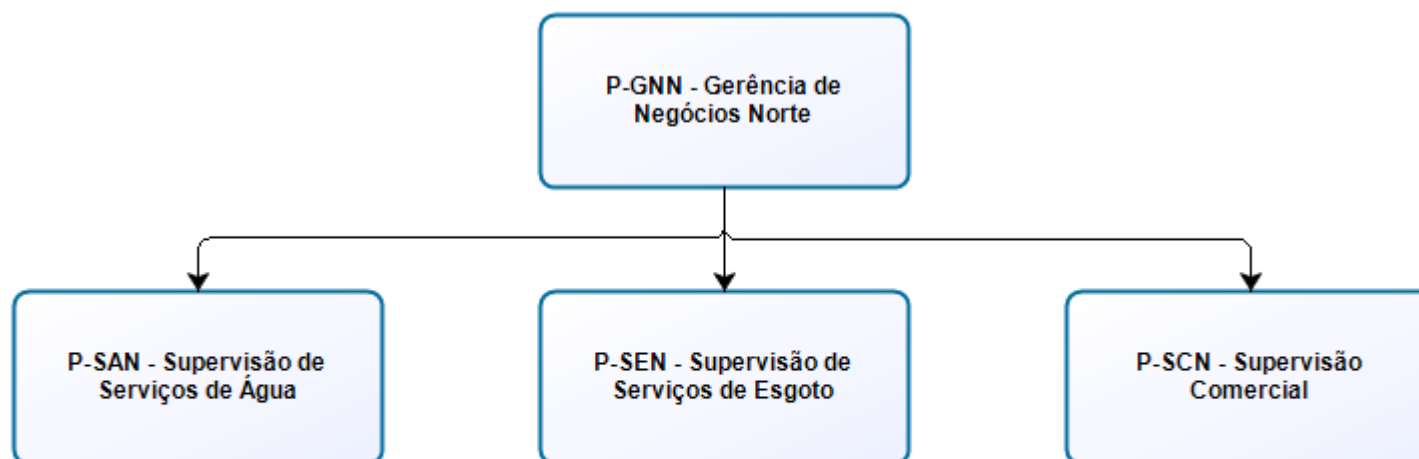 P-GNN - Gerência de
Negócios Norte
P-SAN - Supervisão de
Serviços de Água
P-SEN - Supervisão de
Serviços de Esgoto
P-SCN - Supervisão
Comercial